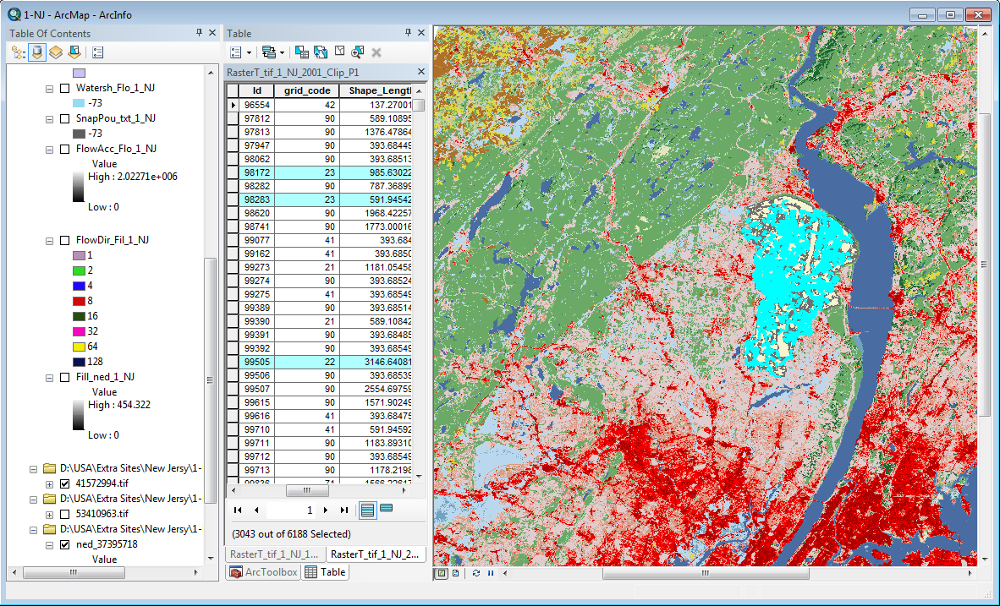 1-NJ - ArcMap - ArcInfo
Table Of Contents
Watersh_Flo_1_NJ
-73
SnapPou_txt_1_NJ
-73
FlowAcc_Flo_1_NJ
Value
High : 2.02271e+006
Low : 0
FlowDir_Fil_1_NJ
1
2
4
8
16
32
64
128
Fill_ned_1_NJ
Value
High : 454.322
Low : 0
D:\USA\Extra Sites\New Jersy\1-
41572994.tif
D:\USA\Extra Sites\New Jersy\1-
53410963.tif
D:\USA\Extra Sites\New Jersy\1-
ned_37395718
Value
Table
RasterT_tif_1_NJ_2001_Clip_P1
Id grid_code Shape_Length
96554 42 137.27001
97812 90 589.10895
97813 90 1376.47864
97947 90 393.68449
98062 90 393.68513
98172 23 985.63022
98282 90 787.36899
98283 23 591.94542
98620 90 1968.42257
98741 90 1773.00016
99077 41 393.684
99162 41 393.6850
99273 21 1181.05458
99274 90 393.68524
99275 41 393.68549
99389 90 393.68514
99390 21 589.10842
99391 90 393.68485
99392 90 393.68549
99505 22 3146.64081
99506 90 393.68539
99507 90 2554.69755
99615 90 1571.90249
99616 41 393.68475
99710 41 591.94592
99711 90 1183.89310
99712 90 393.68549
99713 90 1178.2198
99836 71 1566.22617
1
(3043 out of 6188 Selected)
RasterT_tif_1_NJ_1... RasterT_tif_1_NJ_2...
ArcToolbox Table